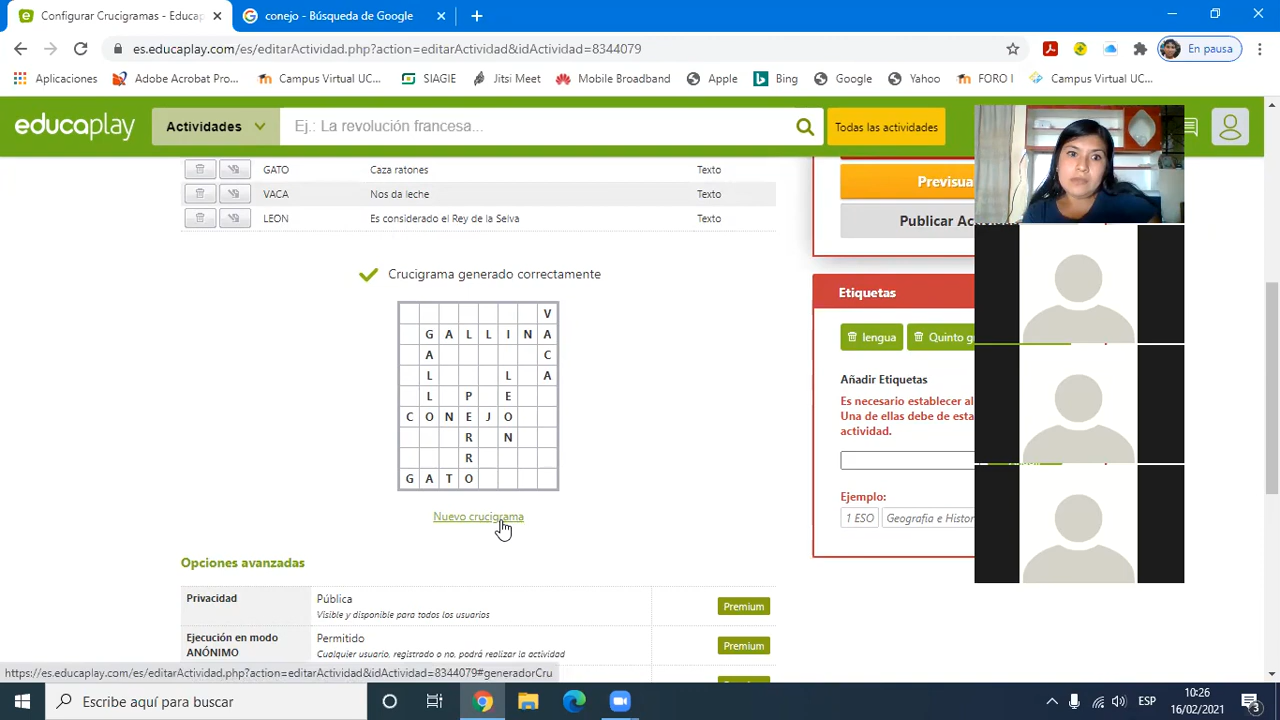 Configurar Crucigramas - Educap
conejo - Búsqueda de Google
es.educaplay.com/es/editarActividad.php?action=editarActividad&idActividad=8344079
En pausa
Aplicaciones
Adobe Acrobat Pro...
Campus Virtual UC...
SIAGIE
Jitsi Meet
Mobile Broadband
Apple
Bing
Google
Yahoo
FORO I
Campus Virtual UC...
educaplay
Actividades
Ej.: La revolución francesa...
Todas las actividades
GATO Caza ratones Texto
VACA Nos da leche Texto
LEON Es considerado el Rey de la Selva Texto
Previsua
Publicar Ac
Crucigrama generado correctamente
V
G A L L I N A
A C
L L A
L P E
C O N E J O
R N
R
G A T O
Nuevo crucigrama
Etiquetas
lengua
Quinto g
Añadir Etiquetas
Es necesario establecer al
Una de ellas debe de esta
actividad.
Ejemplo:
1 ESO
Geografia e Histor
Opciones avanzadas
Privacidad
Pública
Visible y disponible para todos los usuarios
Premium
Ejecución en modo
ANÓNIMO
Permitido
Cualquier usuario, registrado o no, podrá realizar la actividad
Premium
https://es.educaplay.com/es/editarActividad.php?action=editarActividad&idActividad=8344079#generadorCru
Escribe aquí para buscar
ESP
10:26
16/02/2021
3